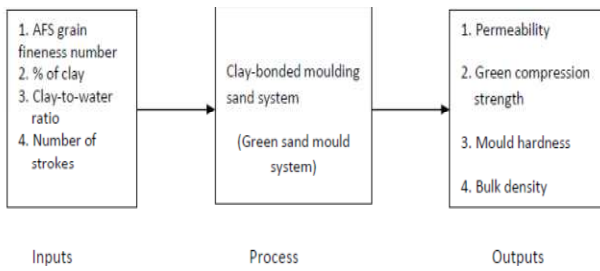 1. AFS grain
fineness number
2. % of clay
3. Clay-to-water
ratio
4. Number of
strokes
Clay-bonded moulding
sand system
(Green sand mould
system)
1. Permeability
2. Green compression
strength
3. Mould hardness
4. Bulk density
Inputs
Process
Outputs